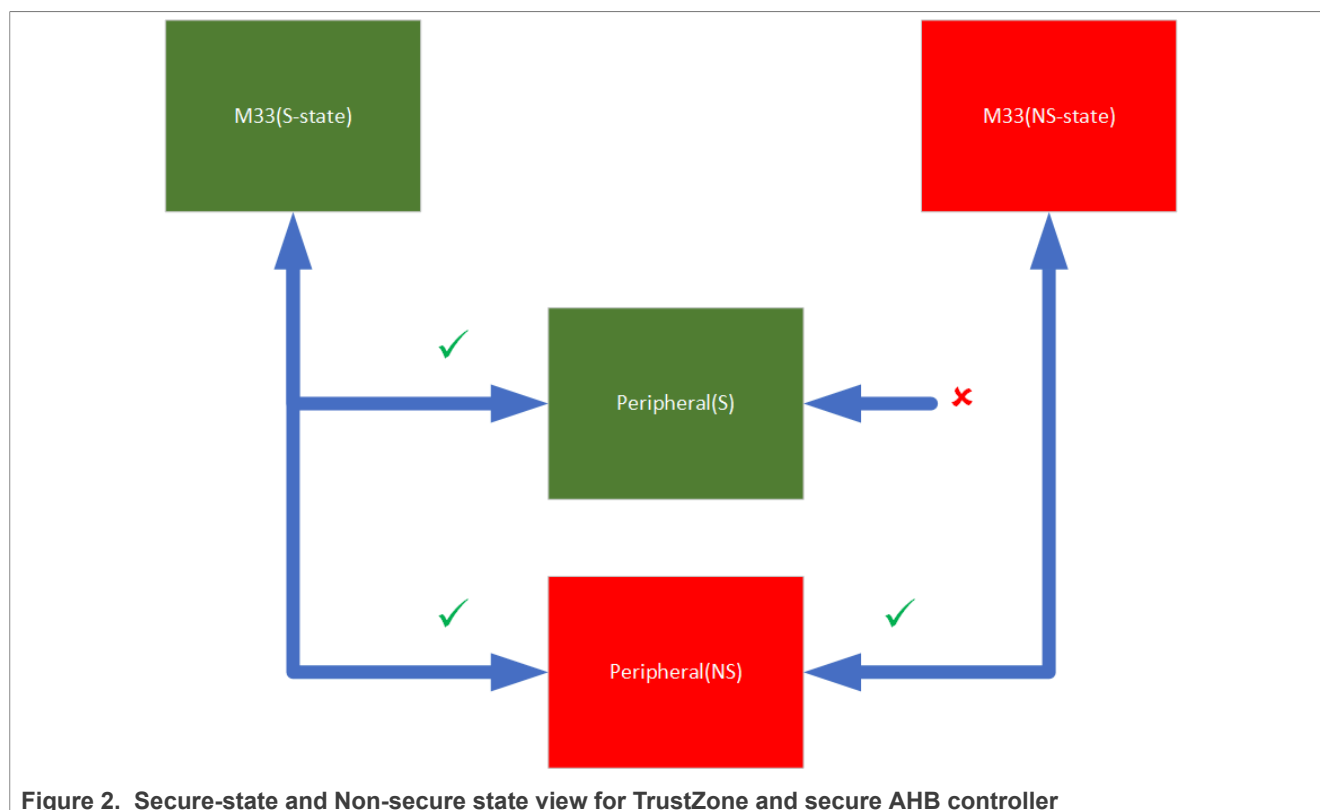 M33(S-state)
M33(NS-state)
Peripheral(S)
Peripheral(NS)
Figure 2. Secure-state and Non-secure state view for TrustZone and secure AHB controller